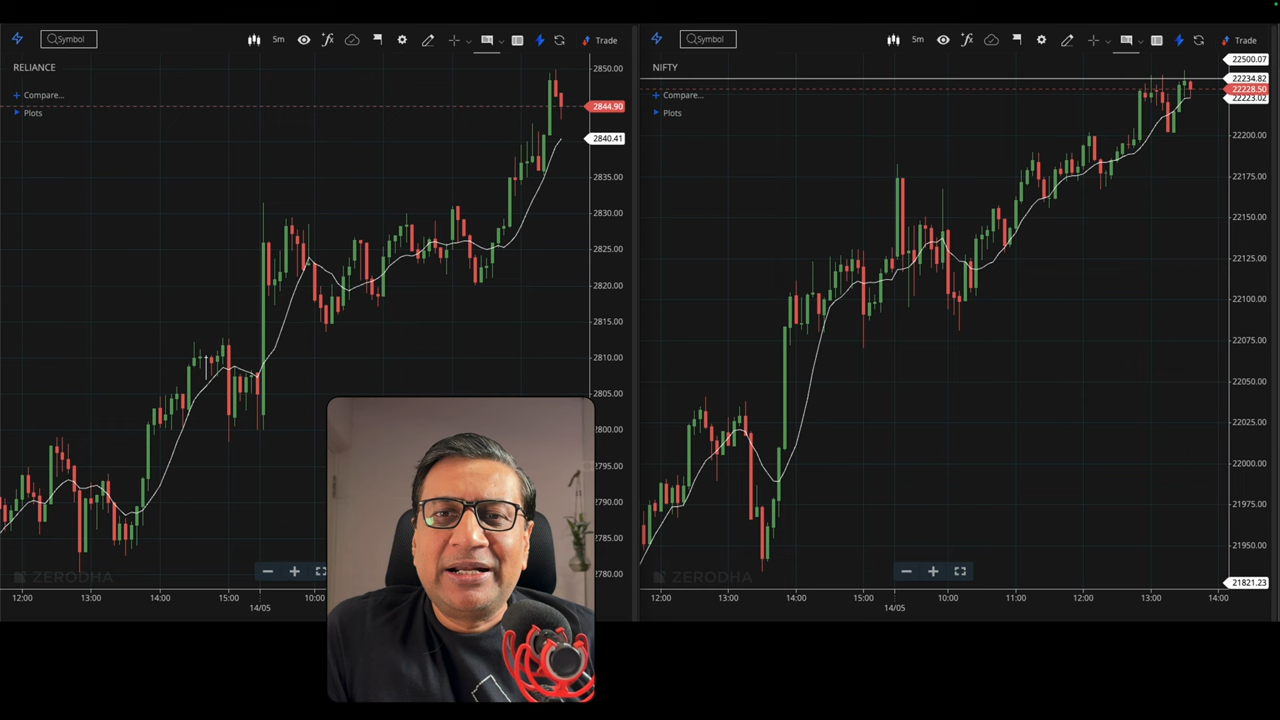 Symbol
5m
Trade
RELIANCE
Compare...
Plots
2850.00
2844.90
2840.41
2835.00
2830.00
2825.00
2820.00
2815.00
2810.00
2805.00
2800.00
2795.00
2790.00
2785.00
2780.00
ZERODHA
12:00 13:00 14:00 15:00 10:00
14/05
Symbol
5m
Trade
NIFTY
Compare...
Plots
22500.07
22234.82
22228.50
22223.02
22200.00
22175.00
22150.00
22125.00
22100.00
22075.00
22050.00
22025.00
22000.00
21975.00
21950.00
21821.23
ZERODHA
12:00 13:00 14:00 15:00 10:00 11:00 12:00 13:00 14:00
14/05